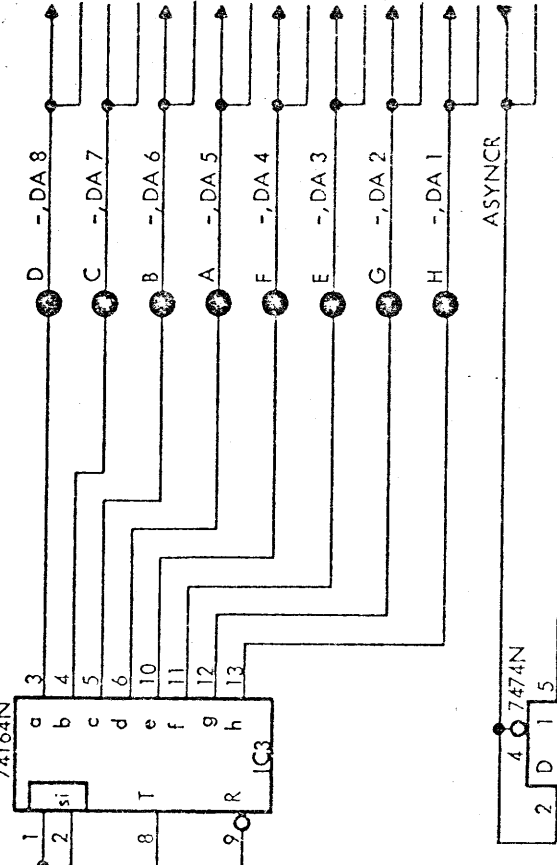 D -,DA 8
C -,DA 7
B -,DA 6
A -,DA 5
F -,DA 4
E -,DA 3
G -,DA 2
H -,DA 1
ASYNCR
74164N
a 3
b 4
c 5
d 6
e 10
f 11
g 12
h 13
si
T
R
IC3
1
2
8
9
4 7474N
2 D 1 5